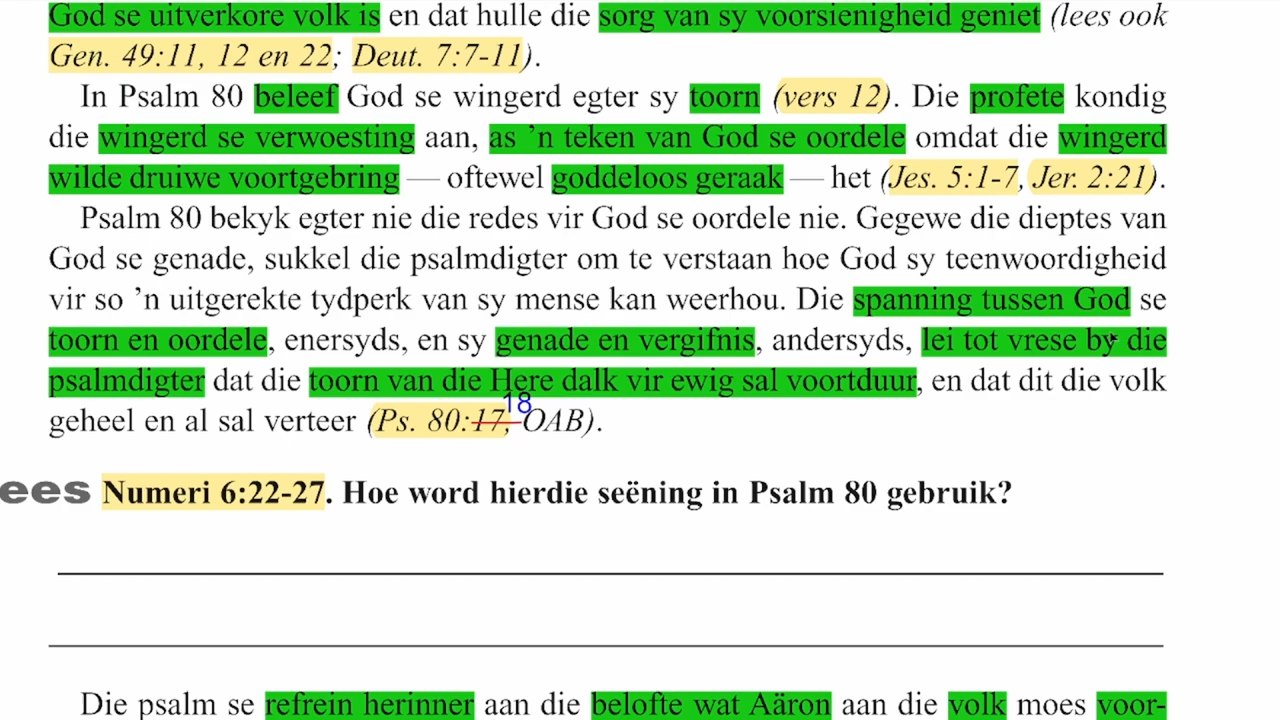 God se uitverkore volk is en dat hulle die sorg van sy voorsienigheid geniet (lees ook
Gen. 49:11, 12 en 22; Deut. 7:7-11).
In Psalm 80 beleef God se wingerd egter sy toorn (vers 12). Die profete kondig
die wingerd se verwoesting aan, as ’n teken van God se oordele omdat die wingerd
wilde druiwe voortgebring — oftewel goddeloos geraak — het (Jes. 5:1-7, Jer. 2:21).
Psalm 80 bekyk egter nie die redes vir God se oordele nie. Gegewe die dieptes van
God se genade, sukkel die psalmdigter om te verstaan hoe God sy teenwoordigheid
vir so ’n uitgerekte tydperk van sy mense kan weerhou. Die spanning tussen God se
toorn en oordele, enersyds, en sy genade en vergifnis, andersyds, lei tot vrese by die
psalmdigter dat die toorn van die Here dalk vir ewig sal voortduur, en dat dit die volk
18
geheel en al sal verteer (Ps. 80:17, OAB).
ees Numeri 6:22-27. Hoe word hierdie seëning in Psalm 80 gebruik?
Die psalm se refrein herinner aan die belofte wat Aäron aan die volk moes voor-